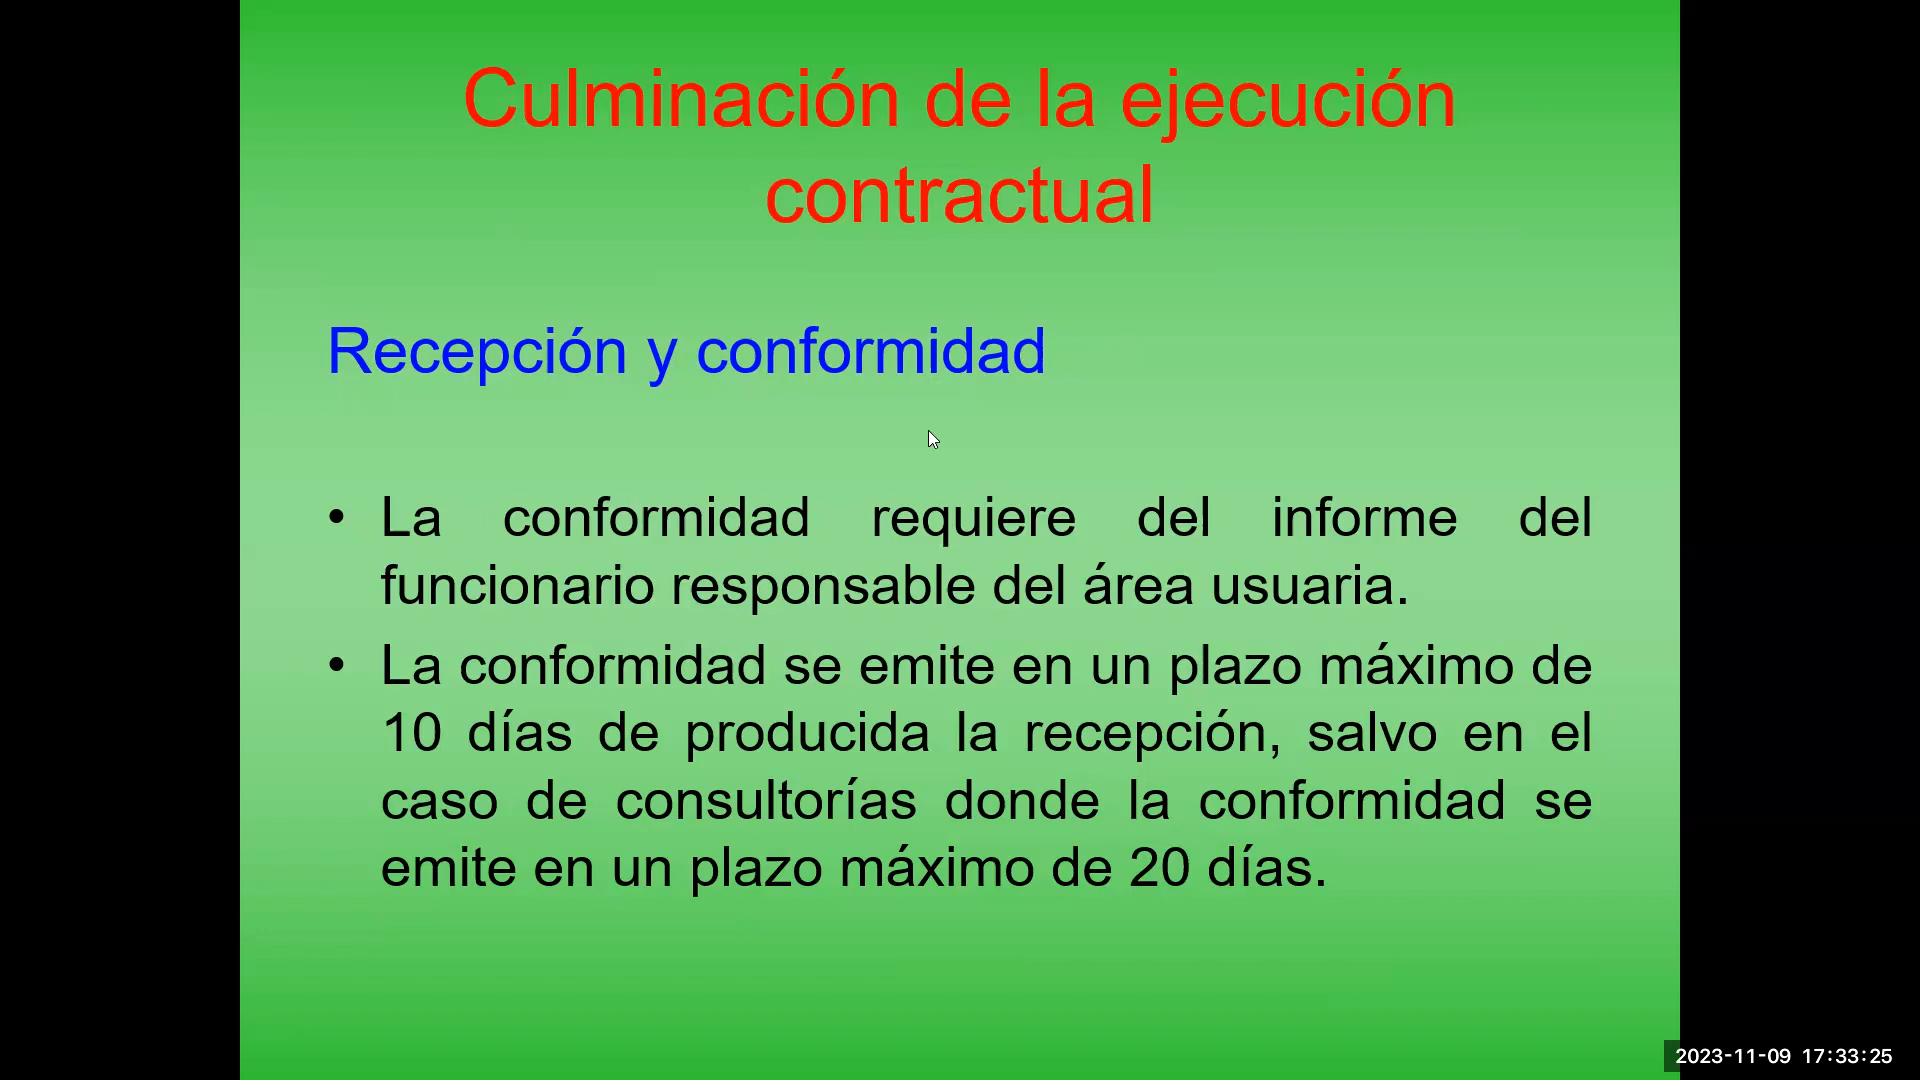 Culminación de la ejecución
contractual
Recepción y conformidad
• La conformidad requiere del informe del
funcionario responsable del área usuaria.
• La conformidad se emite en un plazo máximo de
10 días de producida la recepción, salvo en el
caso de consultorías donde la conformidad se
emite en un plazo máximo de 20 días.
2023-11-09 17:33:25